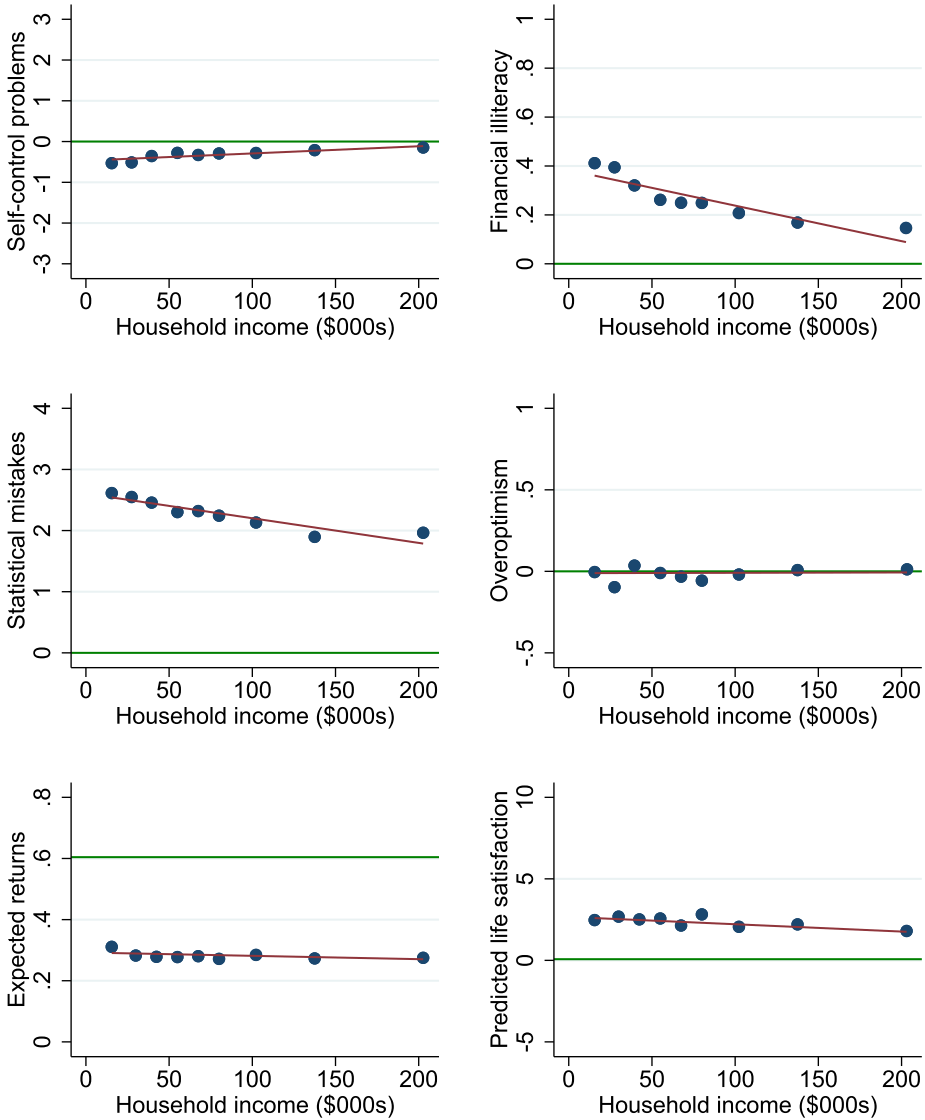 Self-control problems
3
2
1
0
-1
-2
-3
0 50 100 150 200
Household income ($000s)
Financial illiteracy
1
.8
.6
.4
.2
0
0 50 100 150 200
Household income ($000s)
Statistical mistakes
4
3
2
1
0
0 50 100 150 200
Household income ($000s)
Overoptimism
1
.5
0
-.5
0 50 100 150 200
Household income ($000s)
Expected returns
.8
.6
.4
.2
0
0 50 100 150 200
Household income ($000s)
Predicted life satisfaction
10
5
0
-5
0 50 100 150 200
Household income ($000s)